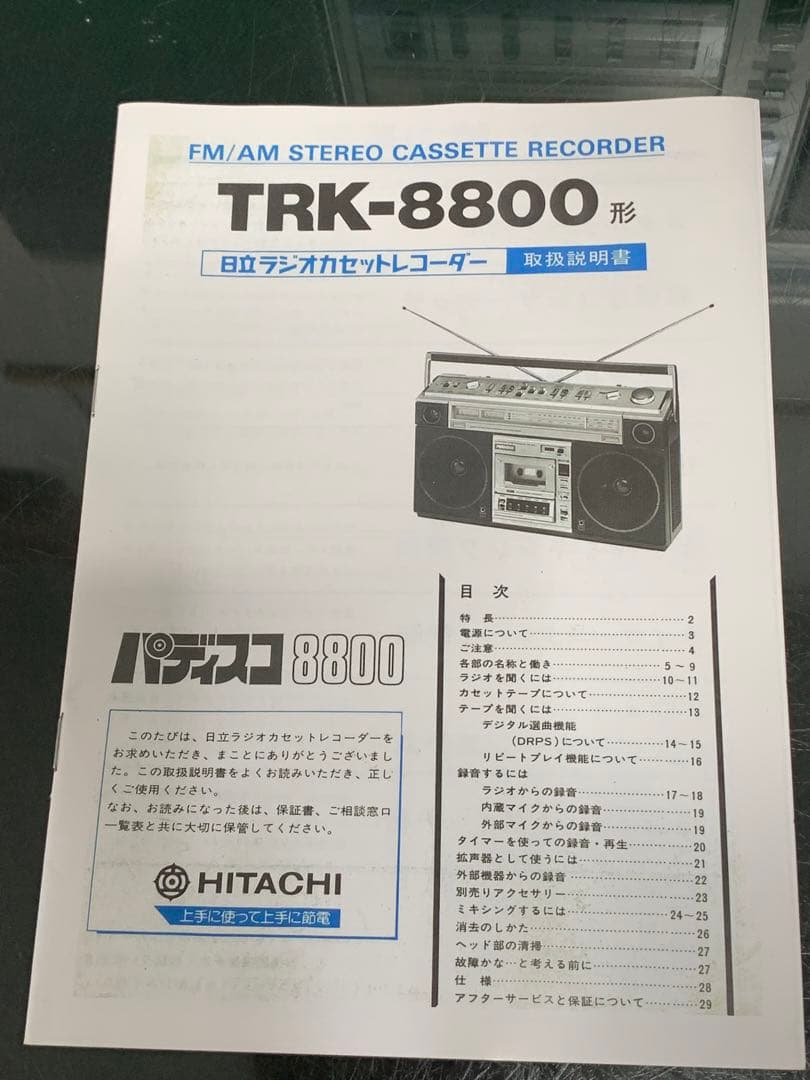 FM/AM STEREO CASSETTE RECORDER
TRK-8800 形
日立ラジオカセットレコーダー 取扱説明書
目次
特長 2
電源について 3
ご注意 4
各部の名称と働き 5～9
ラジオを聞くには 10～11
カセットテープについて 12
テープを聞くには 13
デジタル選曲機能
(DRPS)について 14～15
リピートプレイ機能について 16
録音するには
ラジオからの録音 17～18
内蔵マイクからの録音 19
外部マイクからの録音 19
タイマーを使っての録音・再生 20
拡声器として使うには 21
外部機器からの録音 22
別売りアクセサリー 23
ミキシングするには 24～25
消去のしかた 26
ヘッド部の清掃 27
故障かな…と考える前に 27
仕様 28
アフターサービスと保証について 29
パディスコ 8800
このたびは、日立ラジオカセットレコーダーを
お求めいただき、まことにありがとうございまし
た。この取扱説明書をよくお読みいただき、正し
くご使用ください。
なお、お読みになった後は、保証書、ご相談窓口
一覧表と共に大切に保管してください。
HITACHI
上手に使って上手に節電